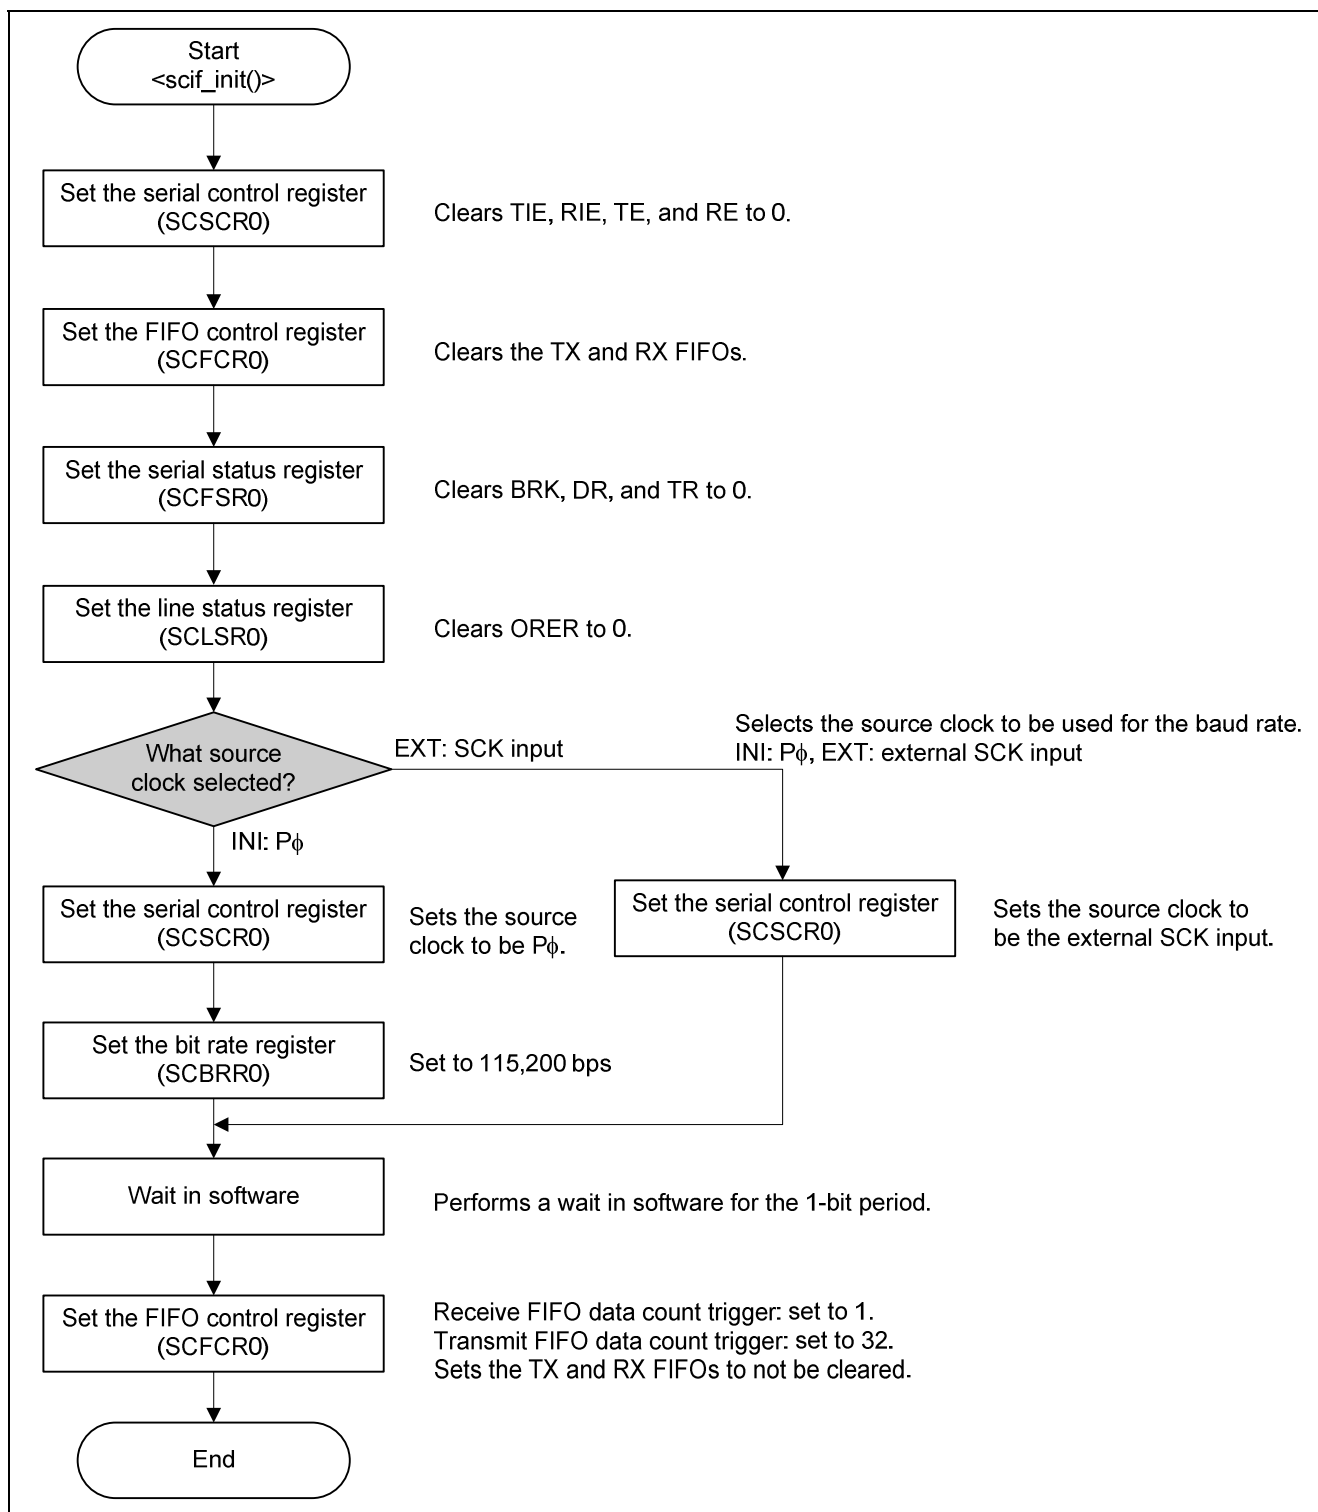 Start
<scif_init()>
Set the serial control register
(SCSCR0)
Clears TIE, RIE, TE, and RE to 0.
Set the FIFO control register
(SCFCR0)
Clears the TX and RX FIFOs.
Set the serial status register
(SCFSR0)
Clears BRK, DR, and TR to 0.
Set the line status register
(SCLSR0)
Clears ORER to 0.
What source
clock selected?
EXT: SCK input
Selects the source clock to be used for the baud rate.
INI: Pϕ, EXT: external SCK input
INI: Pϕ
Set the serial control register
(SCSCR0)
Sets the source
clock to be Pϕ.
Set the serial control register
(SCSCR0)
Sets the source clock to
be the external SCK input.
Set the bit rate register
(SCBRR0)
Set to 115,200 bps
Wait in software
Performs a wait in software for the 1-bit period.
Set the FIFO control register
(SCFCR0)
Receive FIFO data count trigger: set to 1.
Transmit FIFO data count trigger: set to 32.
Sets the TX and RX FIFOs to not be cleared.
End